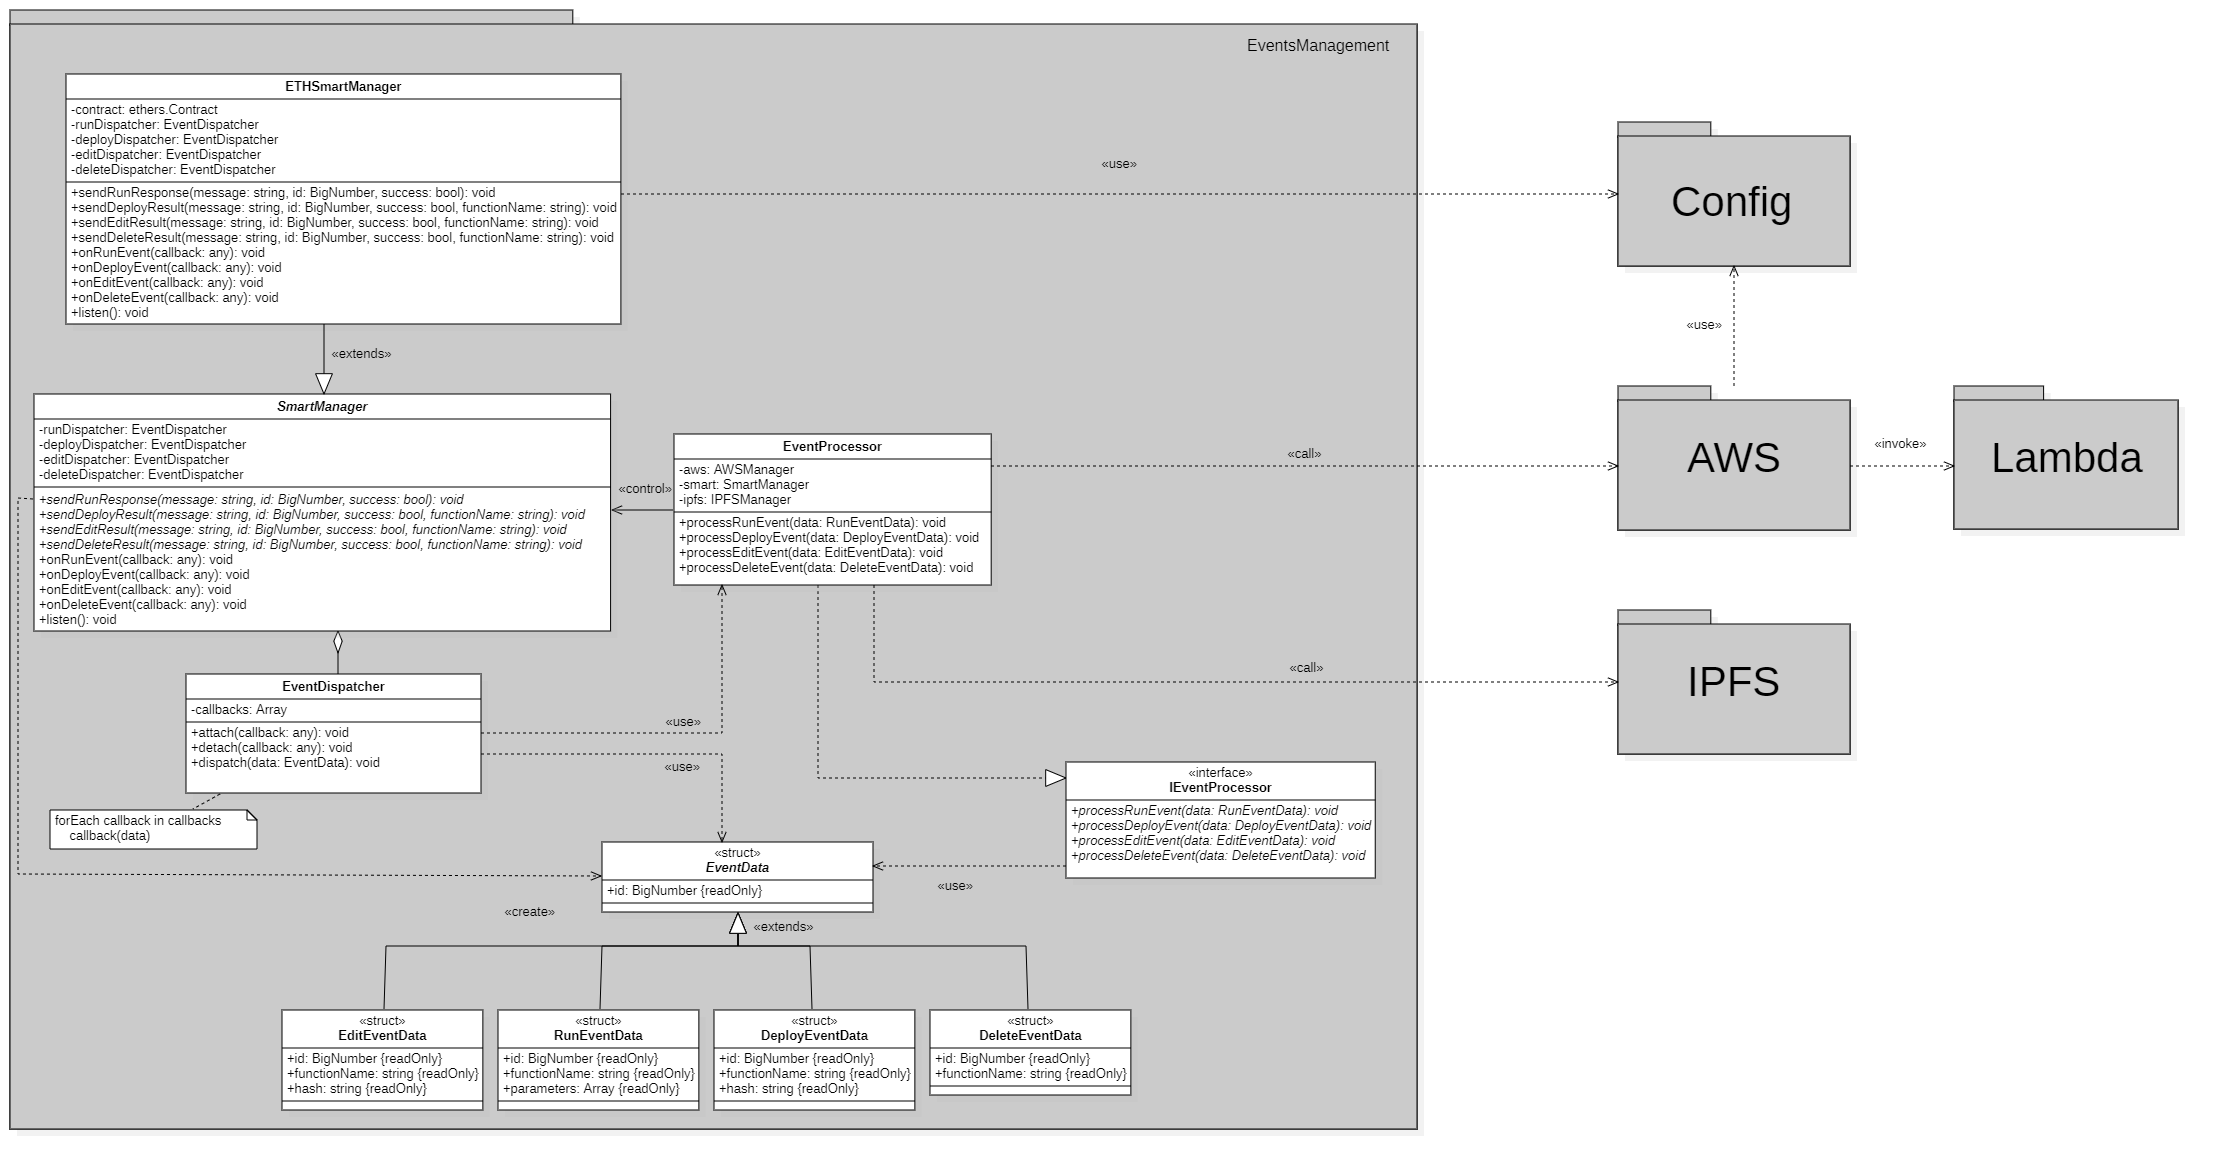 EventsManagement
ETHSmartManager
-contract: ethers.Contract
-runDispatcher: EventDispatcher
-deployDispatcher: EventDispatcher
-editDispatcher: EventDispatcher
-deleteDispatcher: EventDispatcher
+sendRunResponse(message: string, id: BigNumber, success: bool): void
+sendDeployResult(message: string, id: BigNumber, success: bool, functionName: string): void
+sendEditResult(message: string, id: BigNumber, success: bool, functionName: string): void
+sendDeleteResult(message: string, id: BigNumber, success: bool, functionName: string): void
+onRunEvent(callback: any): void
+onDeployEvent(callback: any): void
+onEditEvent(callback: any): void
+onDeleteEvent(callback: any): void
+listen(): void
«use»
Config
«extends»
«use»
SmartManager
-runDispatcher: EventDispatcher
-deployDispatcher: EventDispatcher
-editDispatcher: EventDispatcher
-deleteDispatcher: EventDispatcher
+sendRunResponse(message: string, id: BigNumber, success: bool): void
+sendDeployResult(message: string, id: BigNumber, success: bool, functionName: string): void
+sendEditResult(message: string, id: BigNumber, success: bool, functionName: string): void
+sendDeleteResult(message: string, id: BigNumber, success: bool, functionName: string): void
+onRunEvent(callback: any): void
+onDeployEvent(callback: any): void
+onEditEvent(callback: any): void
+onDeleteEvent(callback: any): void
+listen(): void
«control»
EventProcessor
-aws: AWSManager
-smart: SmartManager
-ipfs: IPFSManager
+processRunEvent(data: RunEventData): void
+processDeployEvent(data: DeployEventData): void
+processEditEvent(data: EditEventData): void
+processDeleteEvent(data: DeleteEventData): void
«call»
AWS
«invoke»
Lambda
«call»
IPFS
EventDispatcher
-callbacks: Array
+attach(callback: any): void
+detach(callback: any): void
+dispatch(data: EventData): void
«use»
«use»
forEach callback in callbacks
callback(data)
«interface»
IEventProcessor
+processRunEvent(data: RunEventData): void
+processDeployEvent(data: DeployEventData): void
+processEditEvent(data: EditEventData): void
+processDeleteEvent(data: DeleteEventData): void
«struct»
EventData
+id: BigNumber {readOnly}
«use»
«create»
«extends»
«struct»
EditEventData
+id: BigNumber {readOnly}
+functionName: string {readOnly}
+hash: string {readOnly}
«struct»
RunEventData
+id: BigNumber {readOnly}
+functionName: string {readOnly}
+parameters: Array {readOnly}
«struct»
DeployEventData
+id: BigNumber {readOnly}
+functionName: string {readOnly}
+hash: string {readOnly}
«struct»
DeleteEventData
+id: BigNumber {readOnly}
+functionName: string {readOnly}